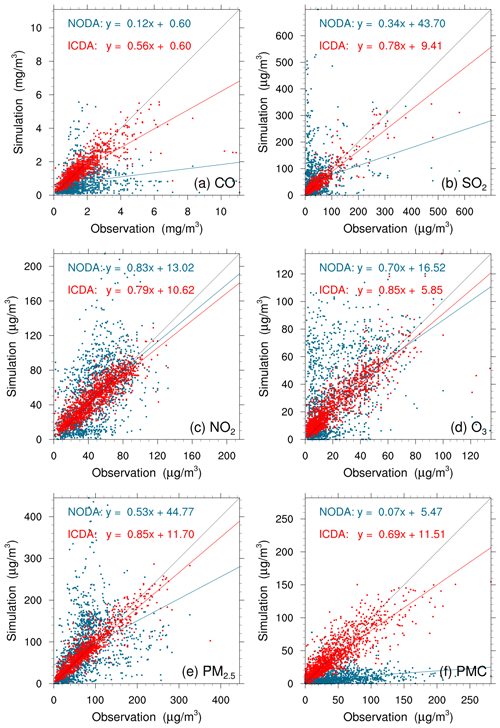 NODA: y = 0.12x + 0.60
ICDA: y = 0.56x + 0.60
Simulation (mg/m³)
0 2 4 6 8 10
(a) CO
0 2 4 6 8 10
Observation (mg/m³)
NODA: y = 0.34x + 43.70
ICDA: y = 0.78x + 9.41
Simulation (µg/m³)
0 100 200 300 400 500 600 700
(b) SO₂
0 100 200 300 400 500 600
Observation (µg/m³)
NODA: y = 0.83x + 13.02
ICDA: y = 0.79x + 10.62
Simulation (µg/m³)
0 40 80 120 160 200
(c) NO₂
0 40 80 120 160 200
Observation (µg/m³)
NODA: y = 0.70x + 16.52
ICDA: y = 0.85x + 5.85
Simulation (µg/m³)
0 20 40 60 80 100 120
(d) O₃
0 20 40 60 80 100 120
Observation (µg/m³)
NODA: y = 0.53x + 44.77
ICDA: y = 0.85x + 11.70
Simulation (µg/m³)
0 100 200 300 400
(e) PM₂.₅
0 100 200 300 400
Observation (µg/m³)
NODA: y = 0.07x + 5.47
ICDA: y = 0.69x + 11.51
Simulation (µg/m³)
0 50 100 150 200 250
(f) PMC
0 50 100 150 200 250
Observation (µg/m³)